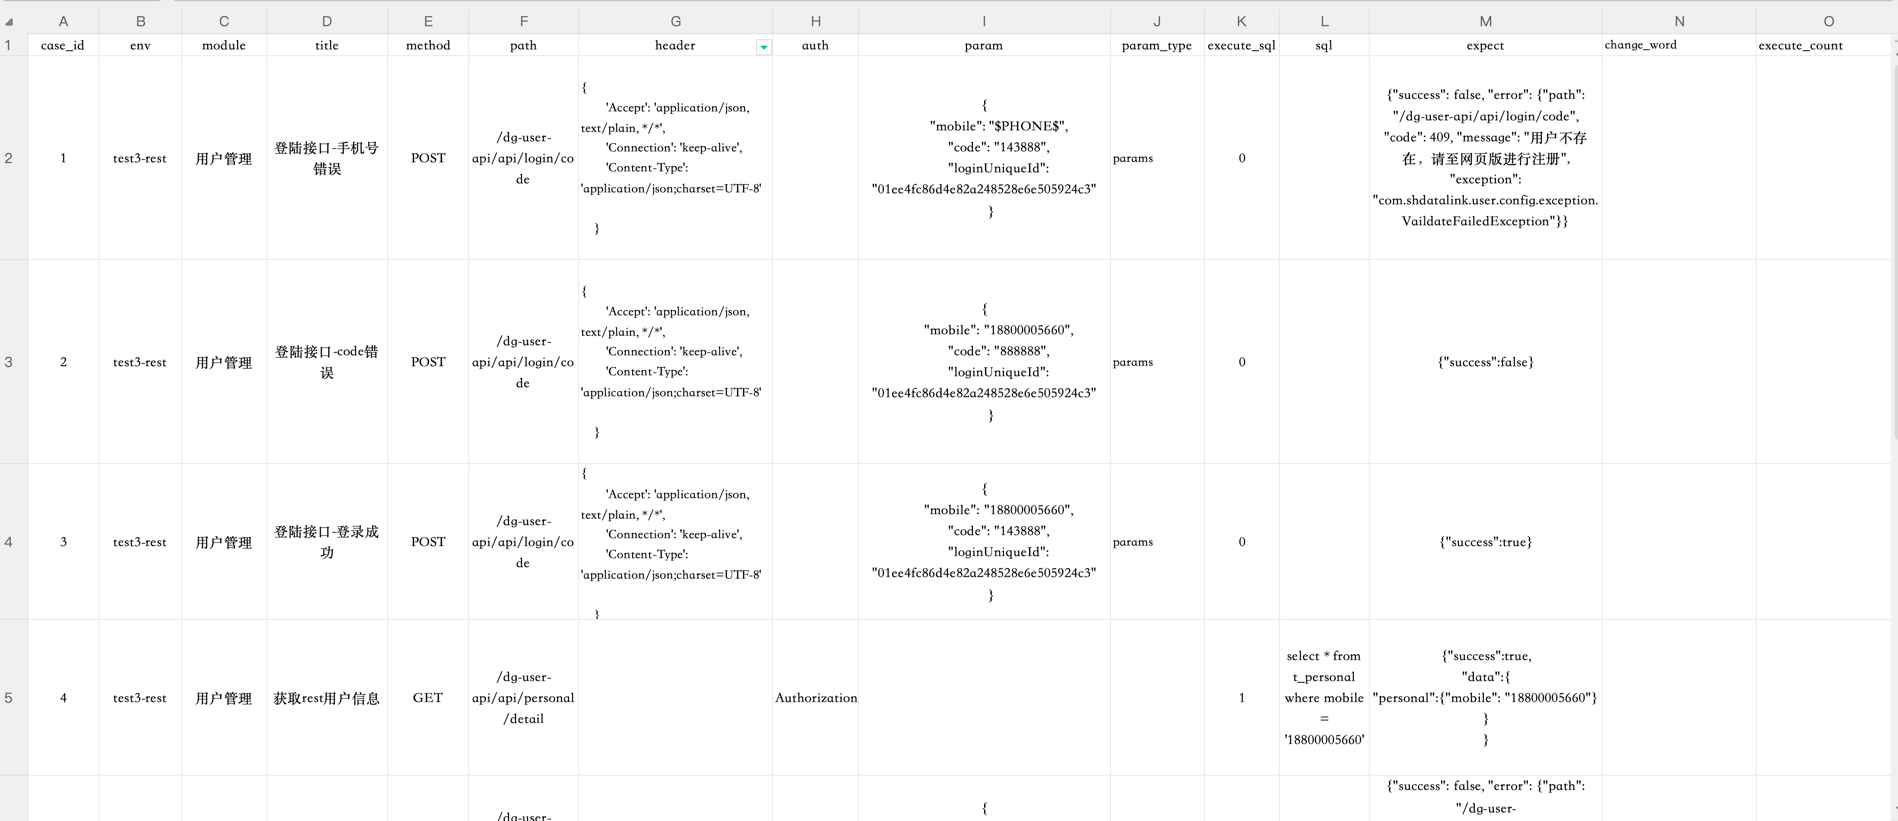 A B C D E F G H I J K L M N O
1 case_id env module title method path header auth param param_type execute_sql sql expect change_word execute_count
2
1
test3-rest
用户管理
登陆接口-手机号
错误
POST
/dg-user-
api/api/login/co
de
{
'Accept': 'application/json,
text/plain, */*',
'Connection': 'keep-alive',
'Content-Type':
'application/json;charset=UTF-8'
}
{
"mobile": "$PHONE$",
"code": "143888",
"loginUniqueId":
"01ee4fc86d4e82a248528e6e505924c3"
}
params
0
{"success": false, "error": {"path":
"/dg-user-api/api/login/code",
"code": 409, "message": "用户不存
在，请至网页版进行注册",
"exception":
"com.shdatalink.user.config.exception.
VaildateFailedException"}}
3
2
test3-rest
用户管理
登陆接口-code错
误
POST
/dg-user-
api/api/login/co
de
{
'Accept': 'application/json,
text/plain, */*',
'Connection': 'keep-alive',
'Content-Type':
'application/json;charset=UTF-8'
}
{
"mobile": "18800005660",
"code": "888888",
"loginUniqueId":
"01ee4fc86d4e82a248528e6e505924c3"
}
params
0
{"success":false}
4
3
test3-rest
用户管理
登陆接口-登录成
功
POST
/dg-user-
api/api/login/co
de
{
'Accept': 'application/json,
text/plain, */*',
'Connection': 'keep-alive',
'Content-Type':
'application/json;charset=UTF-8'
}
{
"mobile": "18800005660",
"code": "143888",
"loginUniqueId":
"01ee4fc86d4e82a248528e6e505924c3"
}
params
0
{"success":true}
5
4
test3-rest
用户管理
获取rest用户信息
GET
/dg-user-
api/api/personal
/detail
Authorization
1
select * from
t_personal
where mobile
=
'18800005660'
{"success":true,
"data":{
"personal":{"mobile": "18800005660"}
}
}
/dg-user-
{
{"success": false, "error": {"path":
"/dg-user-